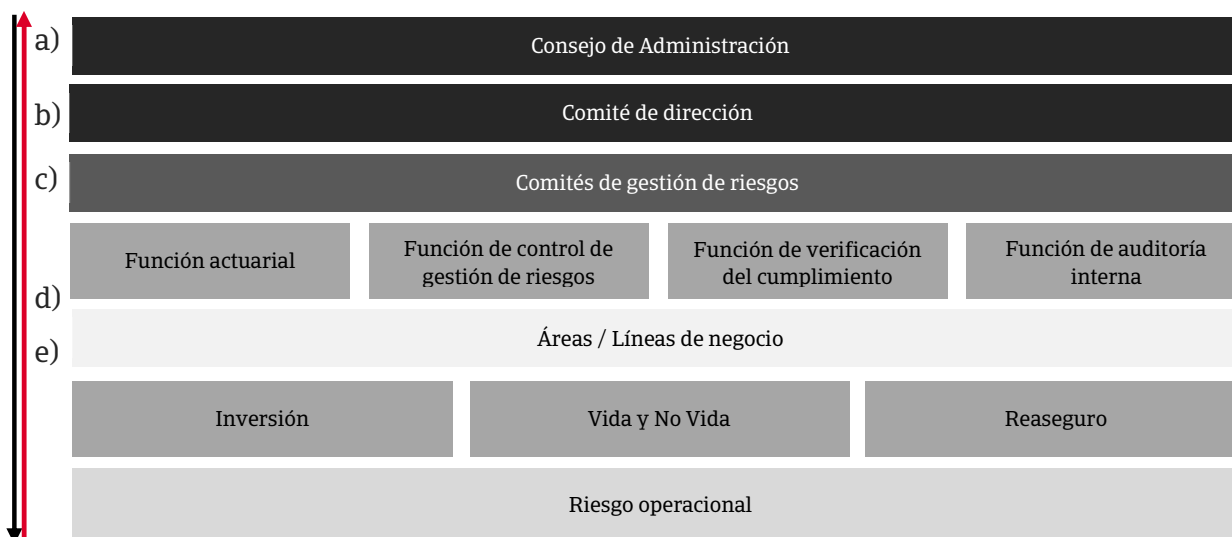 a)
Consejo de Administración
b)
Comité de dirección
c)
Comités de gestión de riesgos
Función actuarial
Función de control de
gestión de riesgos
Función de verificación
del cumplimiento
Función de auditoría
interna
d)
Áreas / Líneas de negocio
e)
Inversión
Vida y No Vida
Reaseguro
Riesgo operacional